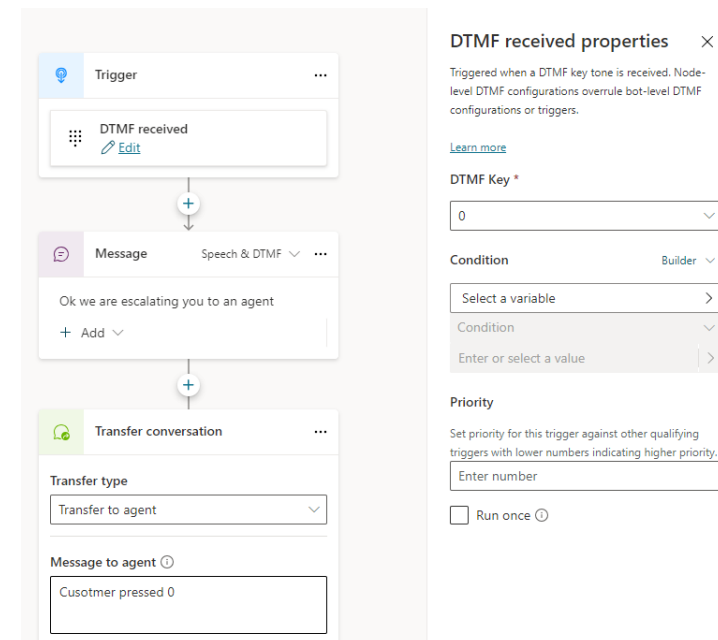 Trigger
DTMF received
Edit
Message
Speech & DTMF
Ok we are escalating you to an agent
+ Add
Transfer conversation
Transfer type
Transfer to agent
Message to agent
Cusotmer pressed 0
DTMF received properties
Triggered when a DTMF key tone is received. Node-
level DTMF configurations overrule bot-level DTMF
configurations or triggers.
Learn more
DTMF Key *
0
Condition
Builder
Select a variable
Condition
Enter or select a value
Priority
Set priority for this trigger against other qualifying
triggers with lower numbers indicating higher priority.
Enter number
Run once